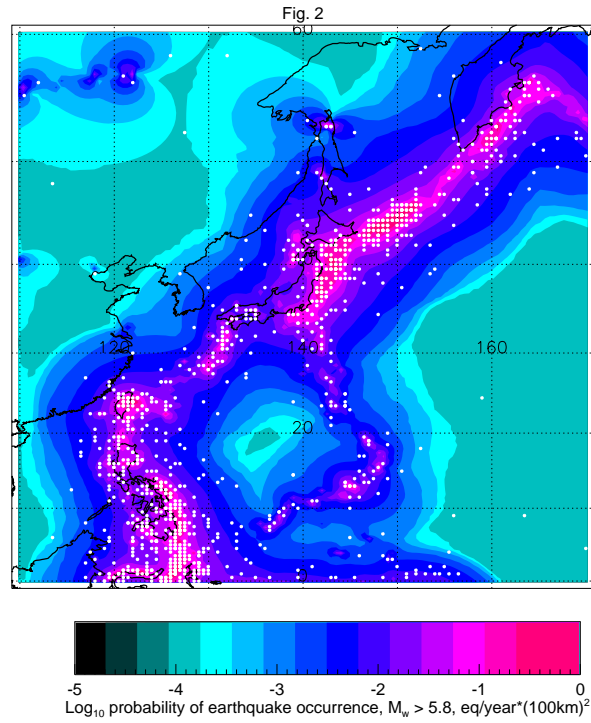 Fig. 2
60
120
140
160
20
0
-5 -4 -3 -2 -1 0
Log10 probability of earthquake occurrence, Mw > 5.8, eq/year*(100km)2